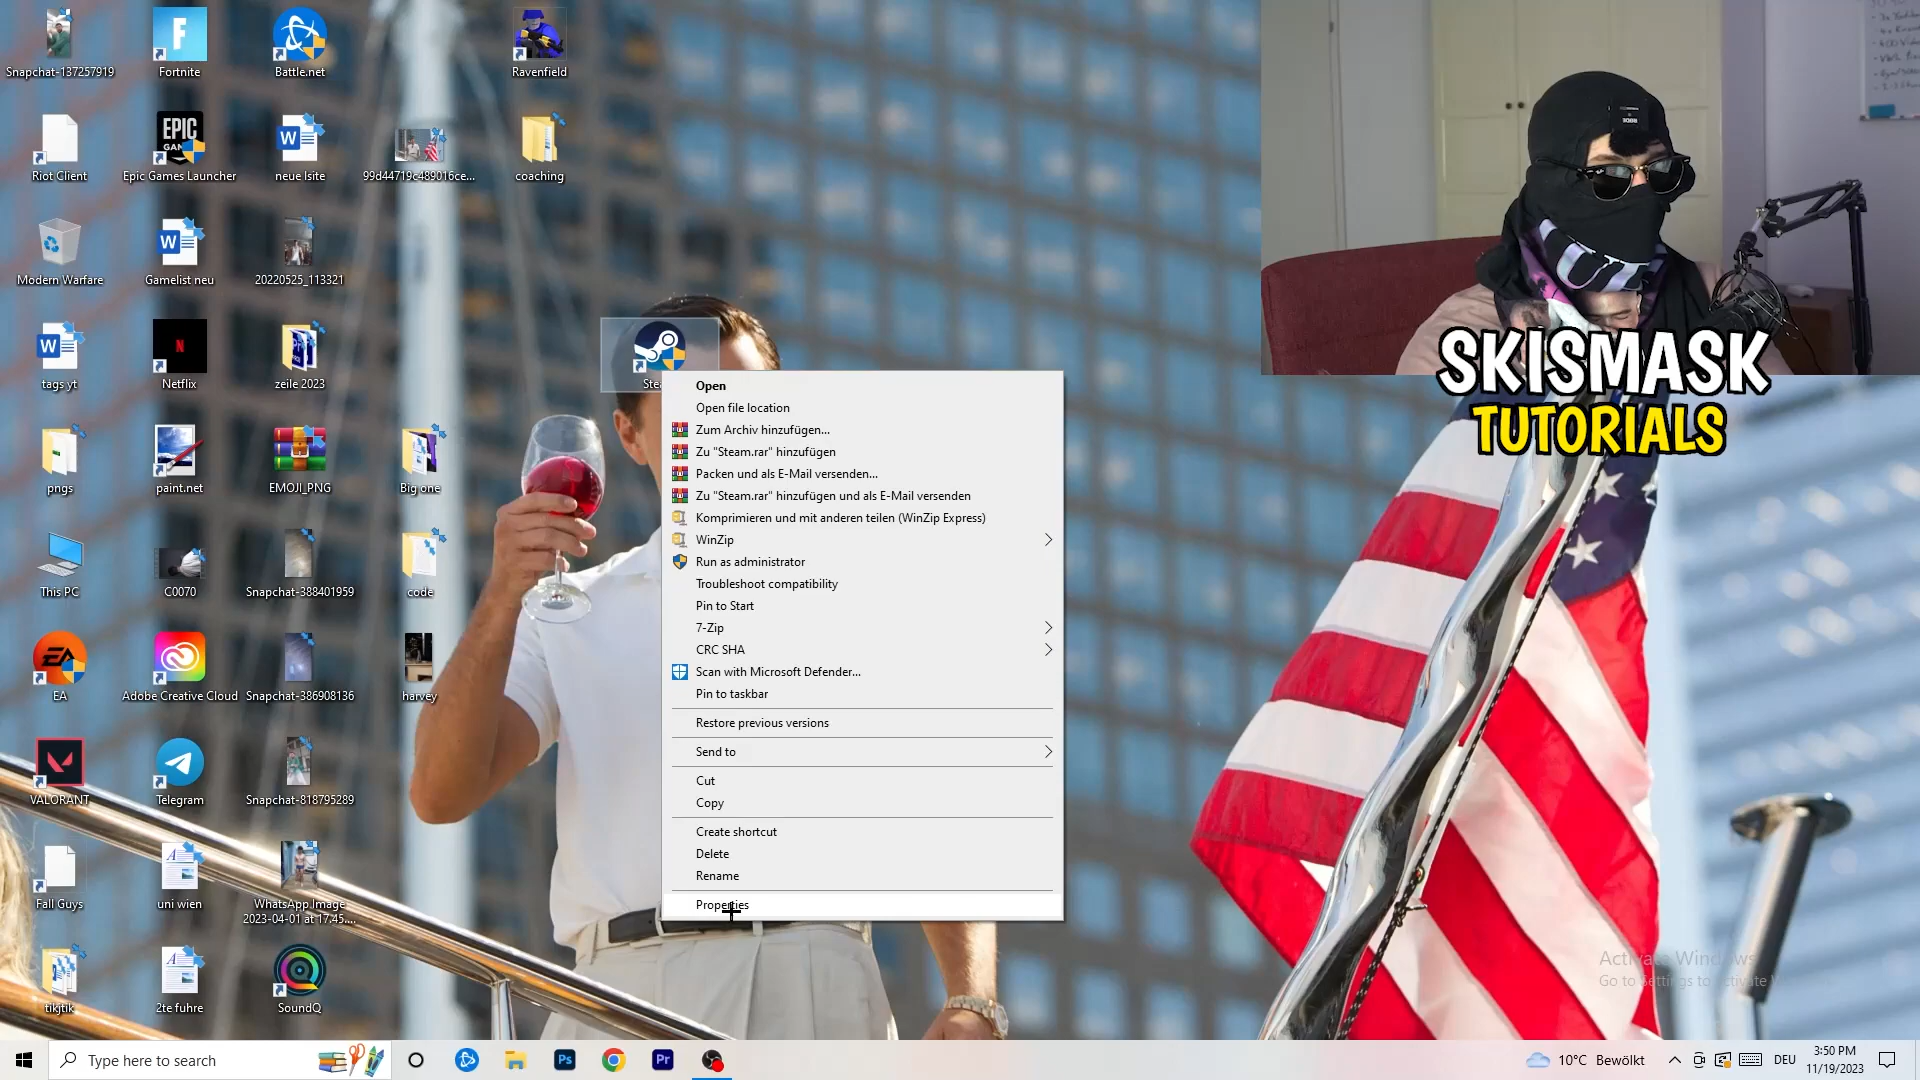 Snapchat-137257919
Fortnite
Battle.net
Ravenfield
Riot Client
EPIC
Epic Games Launcher
neue lsite
99d44719c489016ce...
coaching
Modern Warfare
Gamelist neu
20220525_113321
tags yt
Netflix
zeile 2023
pngs
paint.net
EMOJI_PNG
Big one
This PC
C0070
Snapchat-388401959
code
EA
Adobe Creative Cloud
Snapchat-386908136
harvey
VALORANT
Telegram
Snapchat-818795289
Fall Guys
uni wien
WhatsApp Image
2023-04-01 at 17.45....
tikjtik
2te fuhre
SoundQ
Open
Open file location
Zum Archiv hinzufügen...
Zu "Steam.rar" hinzufügen
Packen und als E-Mail versenden...
Zu "Steam.rar" hinzufügen und als E-Mail versenden
Komprimieren und mit anderen teilen (WinZip Express)
WinZip
Run as administrator
Troubleshoot compatibility
Pin to Start
7-Zip
CRC SHA
Scan with Microsoft Defender...
Pin to taskbar
Restore previous versions
Send to
Cut
Copy
Create shortcut
Delete
Rename
Properties
SKISMASK
TUTORIALS
Type here to search
Ps
Pr
10°C Bewölkt
DEU
3:50 PM
11/19/2023